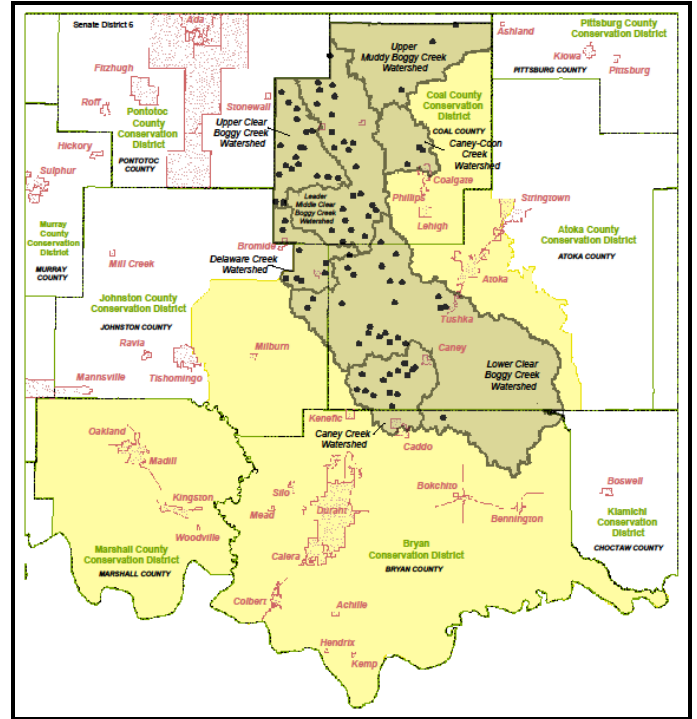 Senate District 6
Ada
Ashland
Pittsburg County
Conservation District
Kiowa
Pittsburg
PITTSBURG COUNTY
Upper
Muddy Boggy Creek
Watershed
Fitzhugh
Roff
Pontotoc
County
Conservation
District
PONTOTOC
COUNTY
Stonewall
Upper Clear
Boggy Creek
Watershed
Coal County
Conservation
District
COAL COUNTY
Caney-Coon
Creek
Watershed
Hickory
Sulphur
Coalgate
Phillips
Lehigh
Stringtown
Leader
Middle Clear
Boggy Creek
Watershed
Murray
County
Conservation
District
MURRAY
COUNTY
Mill Creek
Bromide
Delaware Creek
Watershed
Atoka County
Conservation District
ATOKA COUNTY
Atoka
Tushka
Johnston County
Conservation District
JOHNSTON COUNTY
Ravia
Milburn
Tishomingo
Mannsville
Caney
Lower Clear
Boggy Creek
Watershed
Kenefic
Caney Creek
Watershed
Caddo
Oakland
Madill
Kingston
Woodville
Marshall County
Conservation District
MARSHALL COUNTY
Silo
Mead
Durant
Calera
Bokchito
Bennington
Boswell
Kiamichi
Conservation
District
CHOCTAW COUNTY
Bryan
Conservation District
BRYAN COUNTY
Colbert
Achille
Hendrix
Kemp